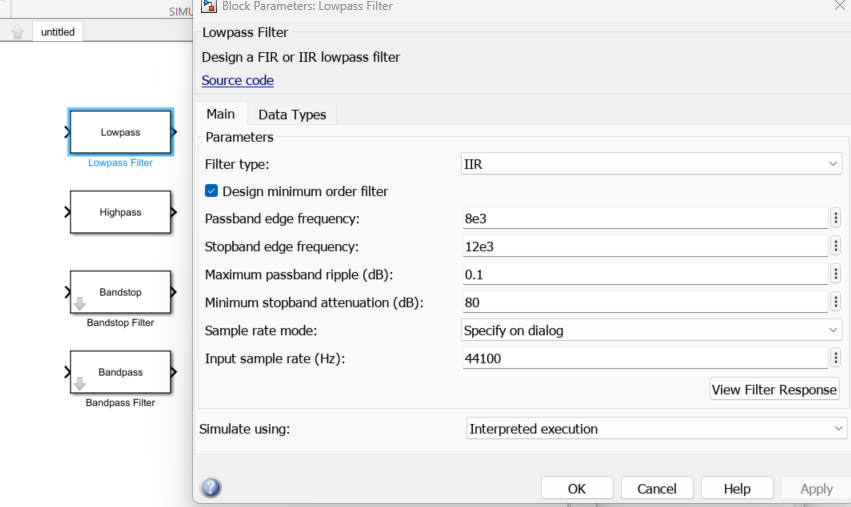 SIMU
Block Parameters: Lowpass Filter
untitled
Lowpass
Lowpass Filter
Highpass
Bandstop
Bandstop Filter
Bandpass
Bandpass Filter
Lowpass Filter
Design a FIR or IIR lowpass filter
Source code
Main Data Types
Parameters
Filter type: IIR
Design minimum order filter
Passband edge frequency: 8e3
Stopband edge frequency: 12e3
Maximum passband ripple (dB): 0.1
Minimum stopband attenuation (dB): 80
Sample rate mode: Specify on dialog
Input sample rate (Hz): 44100
View Filter Response
Simulate using: Interpreted execution
OK Cancel Help Apply